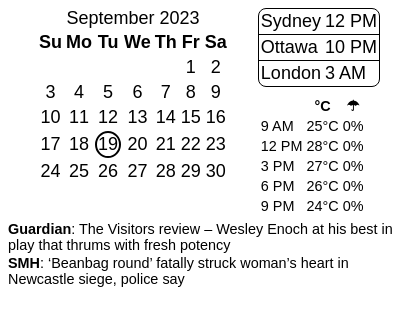 September 2023
Su Mo Tu We Th Fr Sa
1 2
3 4 5 6 7 8 9
10 11 12 13 14 15 16
17 18 19 20 21 22 23
24 25 26 27 28 29 30
Sydney 12 PM
Ottawa 10 PM
London 3 AM
°C ☂
9 AM 25°C 0%
12 PM 28°C 0%
3 PM 27°C 0%
6 PM 26°C 0%
9 PM 24°C 0%
Guardian: The Visitors review – Wesley Enoch at his best in
play that thrums with fresh potency
SMH: ‘Beanbag round’ fatally struck woman’s heart in
Newcastle siege, police say